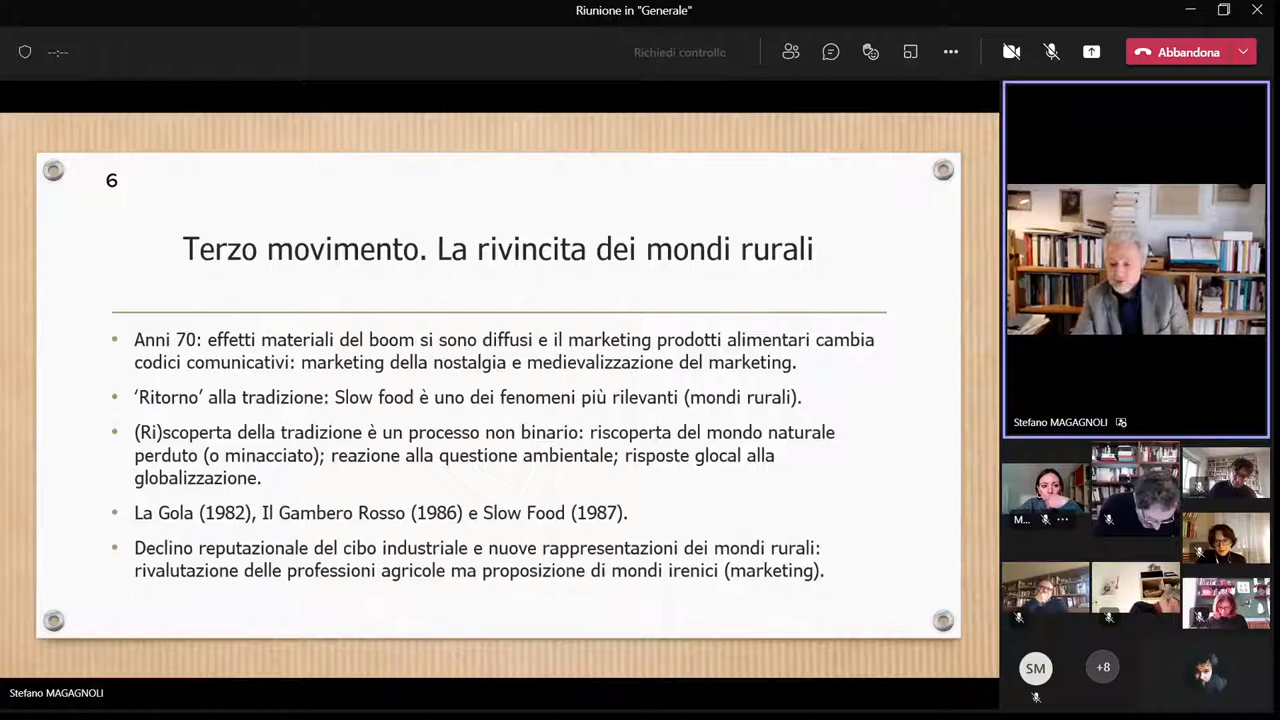 Riunione in "Generale"
--:--
Richiedi controllo
Abbandona
6
Terzo movimento. La rivincita dei mondi rurali
• Anni 70: effetti materiali del boom si sono diffusi e il marketing prodotti alimentari cambia
codici comunicativi: marketing della nostalgia e medievalizzazione del marketing.
• ‘Ritorno’ alla tradizione: Slow food è uno dei fenomeni più rilevanti (mondi rurali).
• (Ri)scoperta della tradizione è un processo non binario: riscoperta del mondo naturale
perduto (o minacciato); reazione alla questione ambientale; risposte glocal alla
globalizzazione.
• La Gola (1982), Il Gambero Rosso (1986) e Slow Food (1987).
• Declino reputazionale del cibo industriale e nuove rappresentazioni dei mondi rurali:
rivalutazione delle professioni agricole ma proposizione di mondi irenici (marketing).
Stefano MAGAGNOLI
Stefano MAGAGNOLI
M...
SM
+8